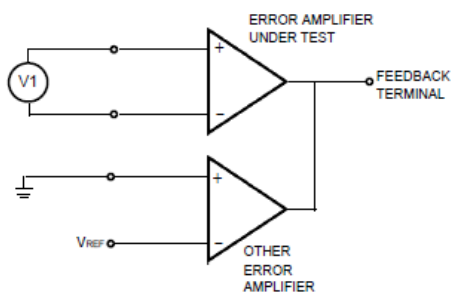 ERROR AMPLIFIER
UNDER TEST
+
V1
−
FEEDBACK
TERMINAL
+
VREF
−
OTHER
ERROR
AMPLIFIER